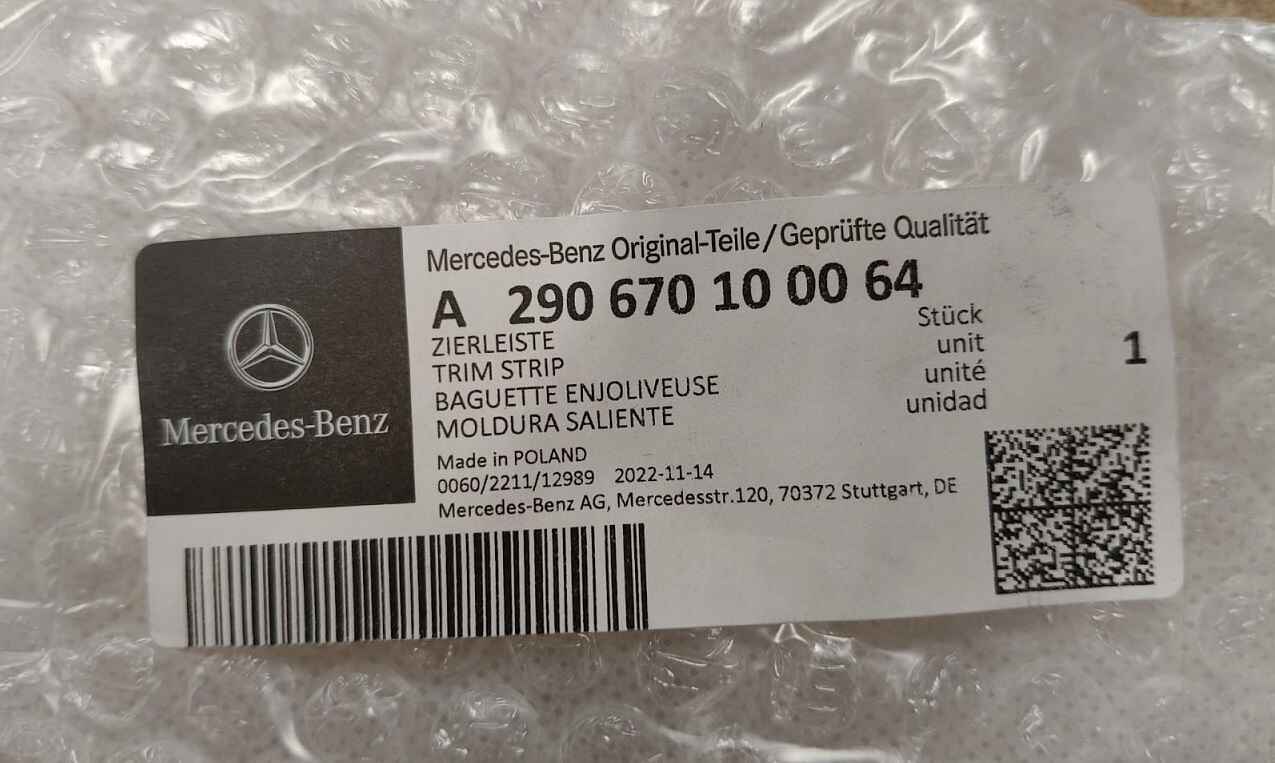 Mercedes-Benz
Mercedes-Benz Original-Teile/Geprüfte Qualität
A 290 670 10 00 64
ZIERLEISTE Stück
TRIM STRIP unit 1
BAGUETTE ENJOLIVEUSE unité
MOLDURA SALIENTE unidad
Made in POLAND
0060/2211/12989 2022-11-14
Mercedes-Benz AG, Mercedesstr.120, 70372 Stuttgart, DE